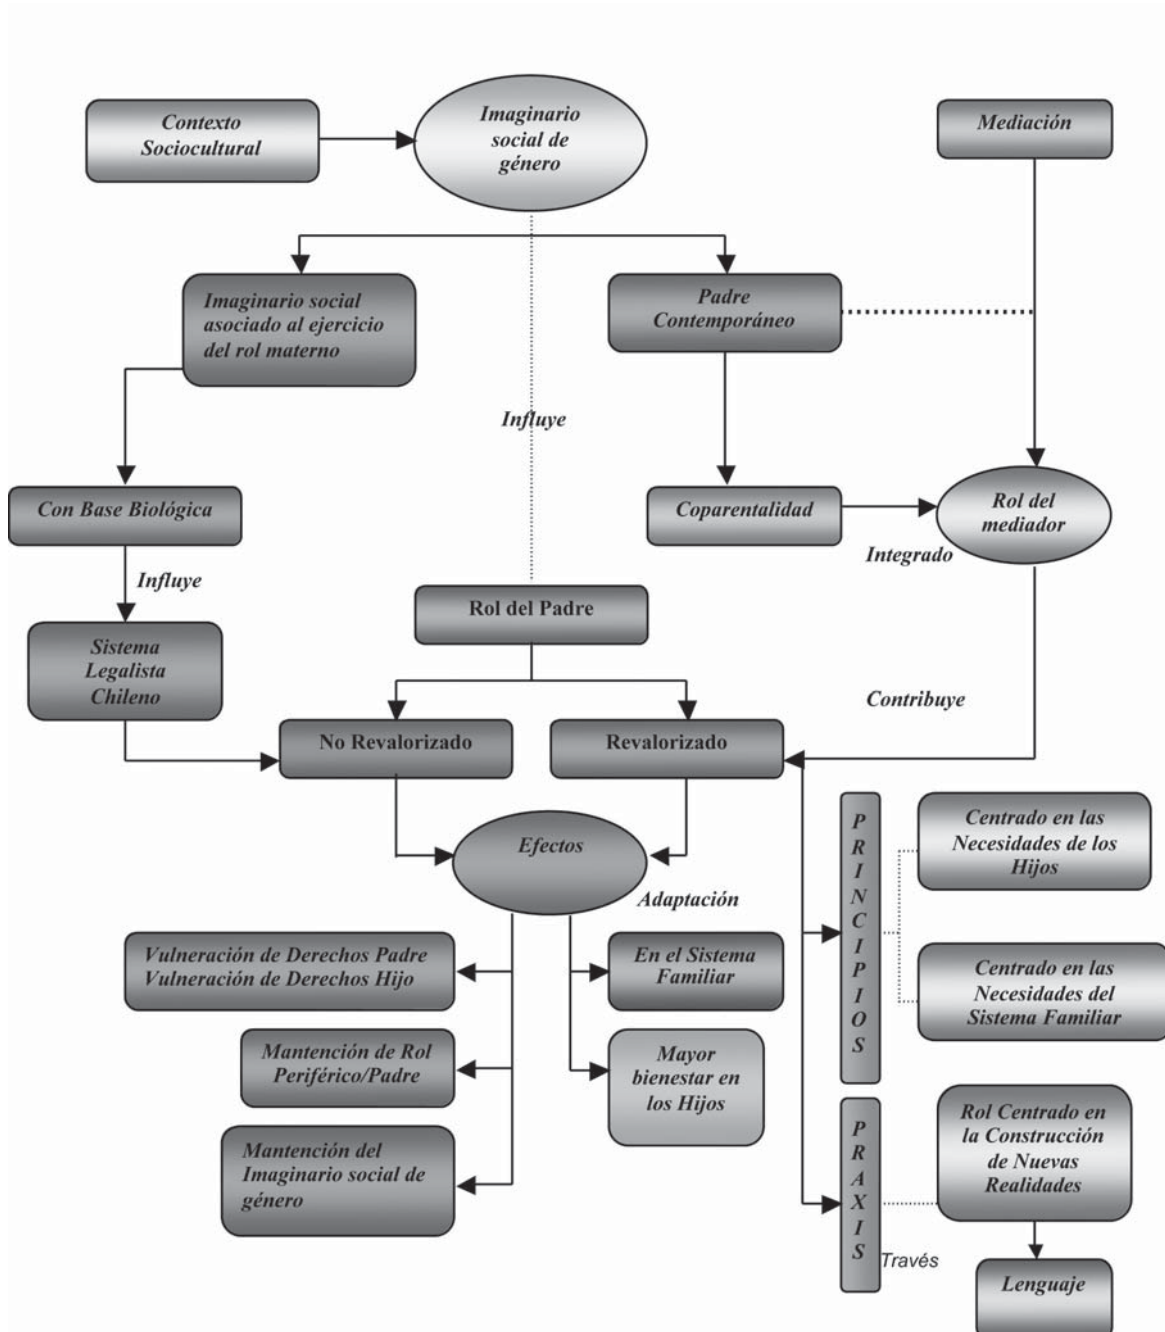 Contexto
Sociocultural
Imaginario
social de
género
Mediación
Imaginario social
asociado al ejercicio
del rol materno
Padre
Contemporáneo
Influye
Con Base Biológica
Coparentalidad
Rol del
mediador
Integrado
Influye
Rol del Padre
Sistema
Legalista
Chileno
Contribuye
No Revalorizado
Revalorizado
Efectos
Adaptación
PRINCIPIOS
Centrado en las
Necesidades de los
Hijos
Vulneración de Derechos Padre
Vulneración de Derechos Hijo
En el Sistema
Familiar
Centrado en las
Necesidades del
Sistema Familiar
Mantención de Rol
Periférico/Padre
Mayor
bienestar en
los Hijos
Mantención del
Imaginario social de
género
PRAXIS
Través
Rol Centrado en
la Construcción
de Nuevas
Realidades
Lenguaje